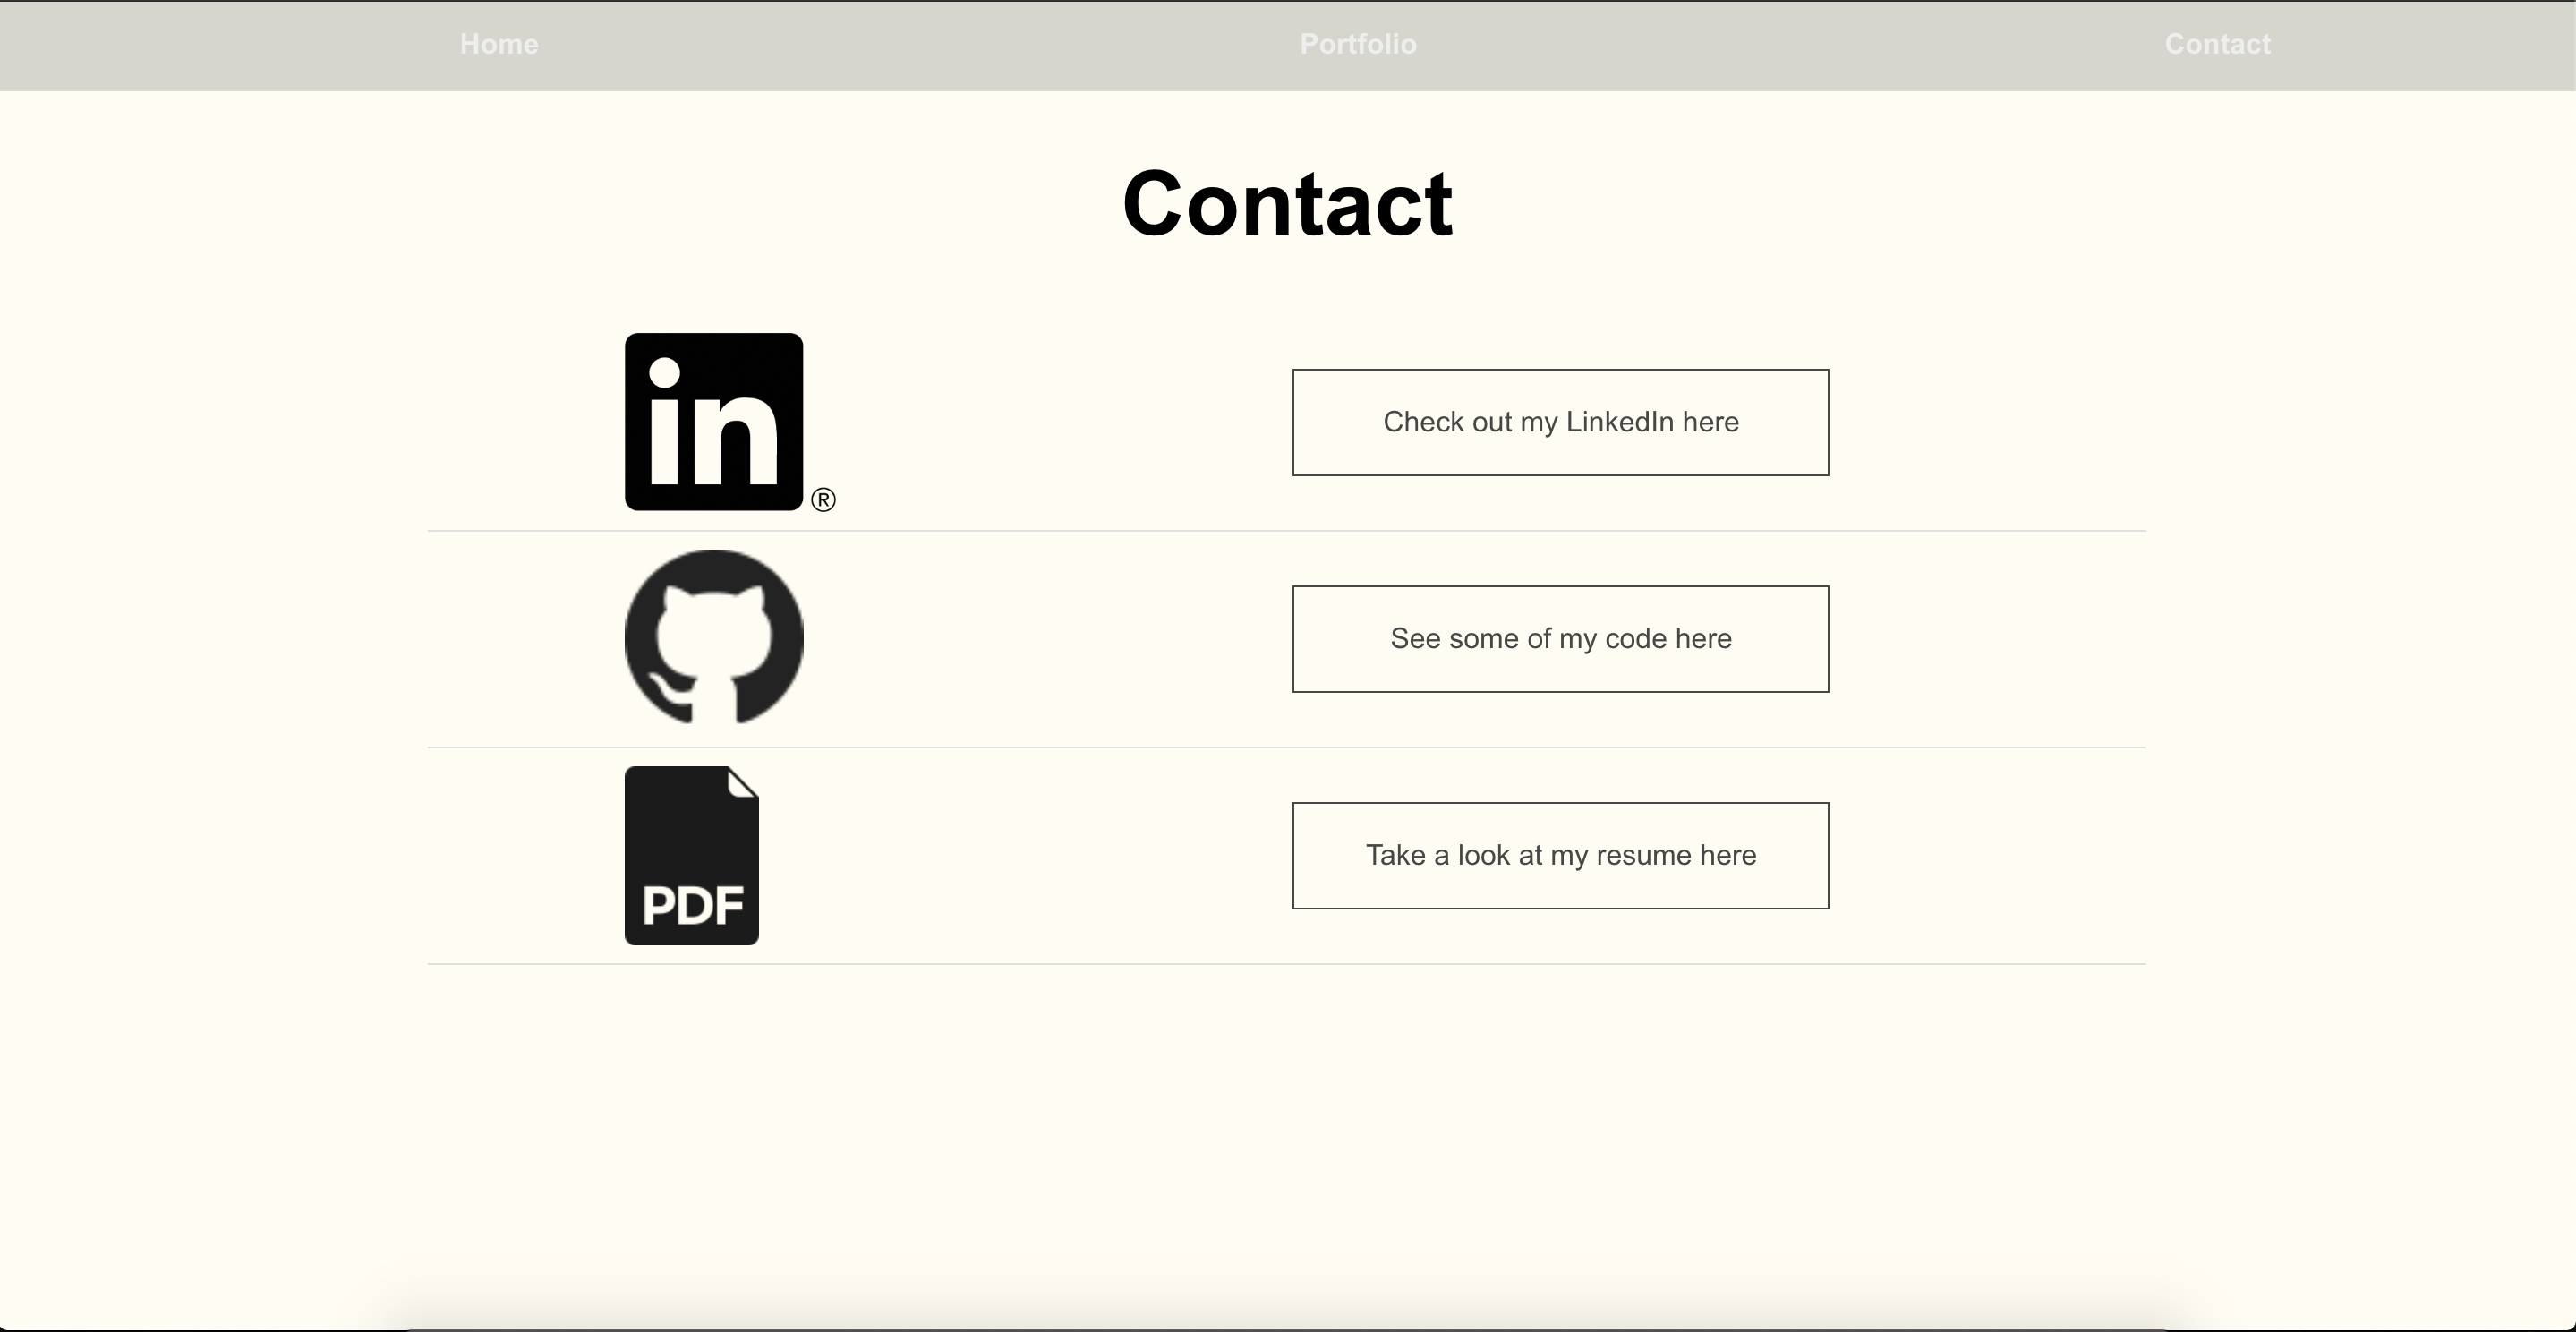 Home Portfolio Contact
Contact
in ®
Check out my LinkedIn here
See some of my code here
PDF
Take a look at my resume here